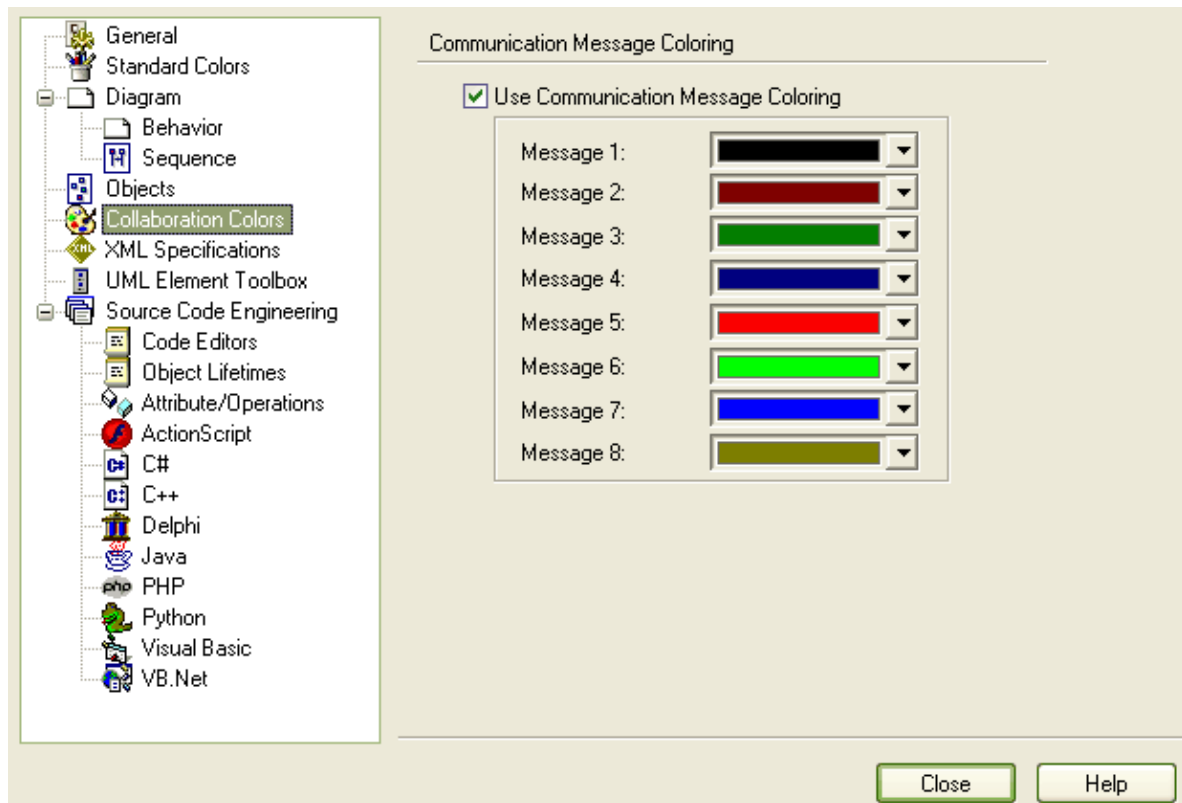 General
Standard Colors
Diagram
Behavior
Sequence
Objects
Collaboration Colors
XML Specifications
UML Element Toolbox
Source Code Engineering
Code Editors
Object Lifetimes
Attribute/Operations
ActionScript
C#
C++
Delphi
Java
php PHP
Python
Visual Basic
VB.Net
Communication Message Coloring
Use Communication Message Coloring
Message 1:
Message 2:
Message 3:
Message 4:
Message 5:
Message 6:
Message 7:
Message 8:
Close
Help